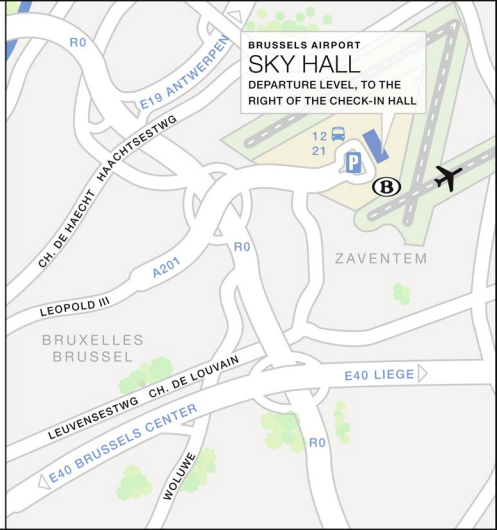 R0
E19 ANTWERPEN
BRUSSELS AIRPORT
SKY HALL
DEPARTURE LEVEL, TO THE
RIGHT OF THE CHECK-IN HALL
12
21
P
B
CH. DE HAECHT HAACHTSESTWG
R0
A201
ZAVENTEM
LEOPOLD III
BRUXELLES
BRUSSEL
LEUVENSESTWG CH. DE LOUVAIN
E40 LIEGE
E40 BRUSSELS CENTER
R0
WOLUWE